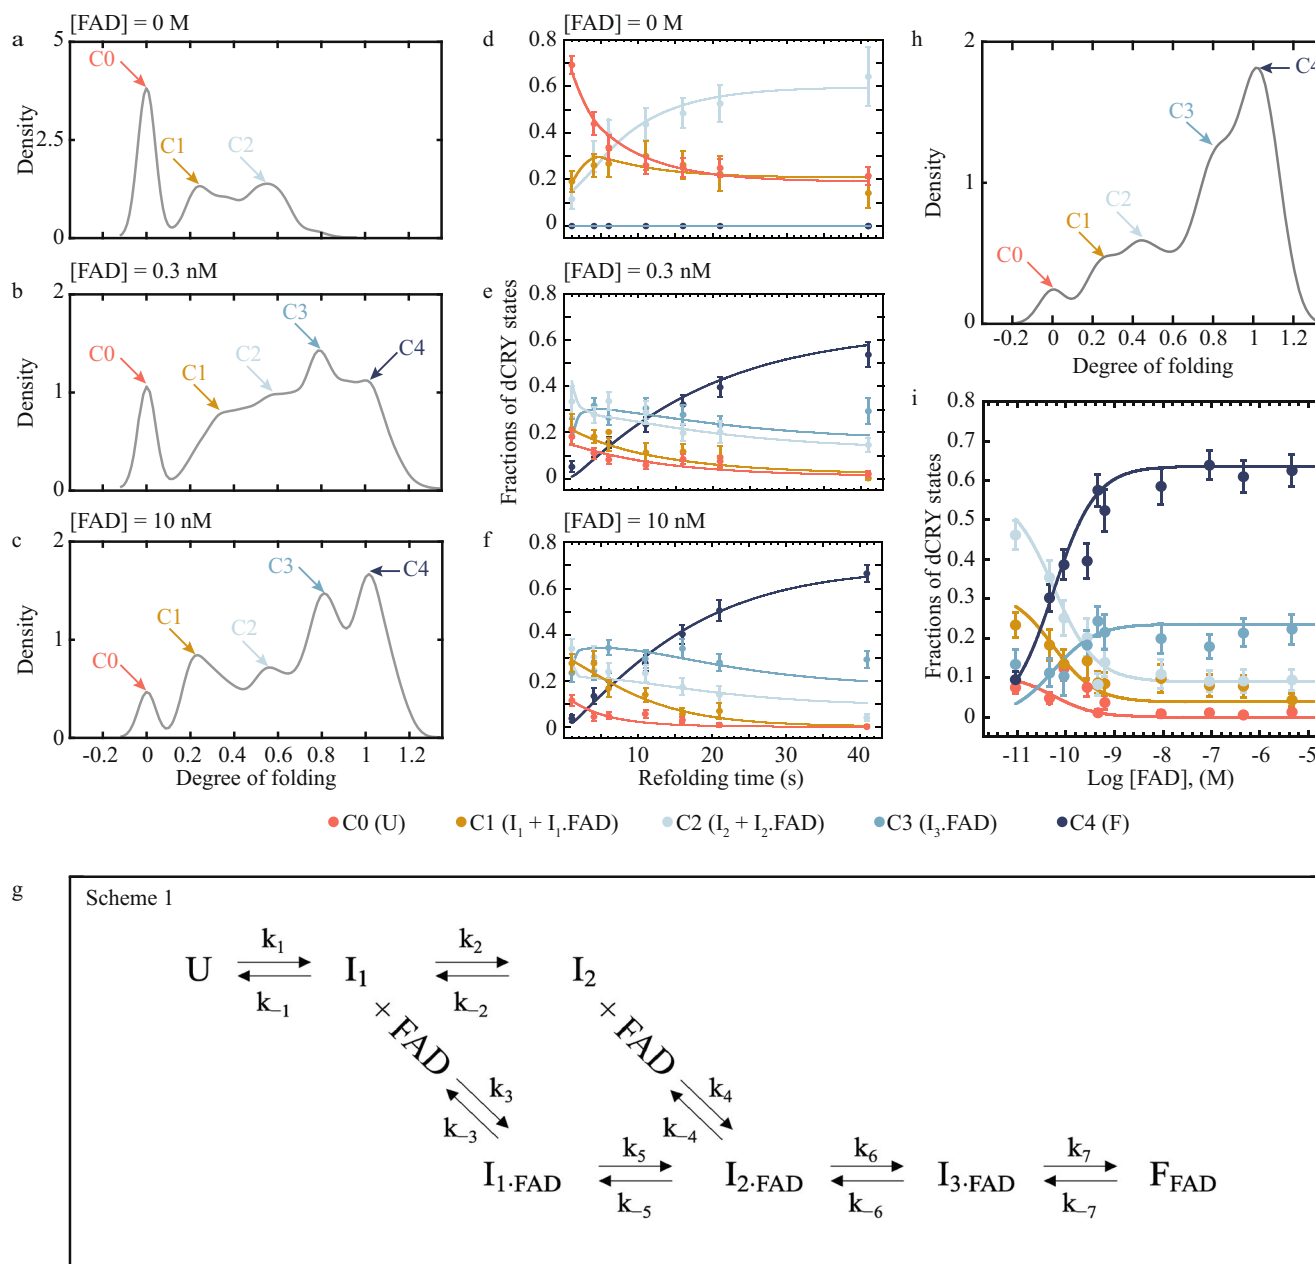 a
[FAD] = 0 M
5
2.5
0
Density
C0
C1
C2
b
[FAD] = 0.3 nM
2
1
0
Density
C0
C1
C2
C3
C4
c
[FAD] = 10 nM
2
1
0
Density
C0
C1
C2
C3
C4
-0.2 0 0.2 0.4 0.6 0.8 1 1.2
Degree of folding
d
[FAD] = 0 M
0.8
0.6
0.4
0.2
0
e
[FAD] = 0.3 nM
0.8
0.6
0.4
0.2
0
Fractions of dCRY states
f
[FAD] = 10 nM
0.8
0.6
0.4
0.2
0
10 20 30 40
Refolding time (s)
h
2
1
0
Density
C0
C1
C2
C3
C4
-0.2 0 0.2 0.4 0.6 0.8 1 1.2
Degree of folding
i
0.8
0.7
0.6
0.5
0.4
0.3
0.2
0.1
0
Fractions of dCRY states
-11 -10 -9 -8 -7 -6 -5
Log [FAD], (M)
C0 (U) C1 (I₁ + I₁.FAD) C2 (I₂ + I₂.FAD) C3 (I₃.FAD) C4 (F)
g
Scheme 1
U k₁ k₋₁ I₁ k₂ k₋₂ I₂
+ FAD k₃ k₋₃ + FAD k₄ k₋₄
I₁.FAD k₅ k₋₅ I₂.FAD k₆ k₋₆ I₃.FAD k₇ k₋₇ F_FAD